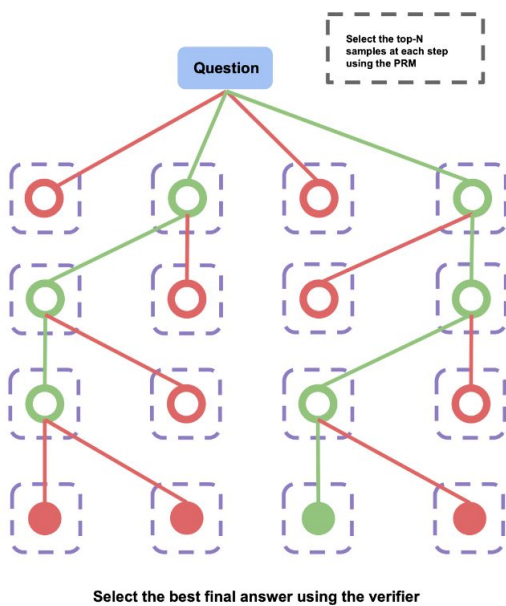 Question
Select the top-N
samples at each step
using the PRM
Select the best final answer using the verifier